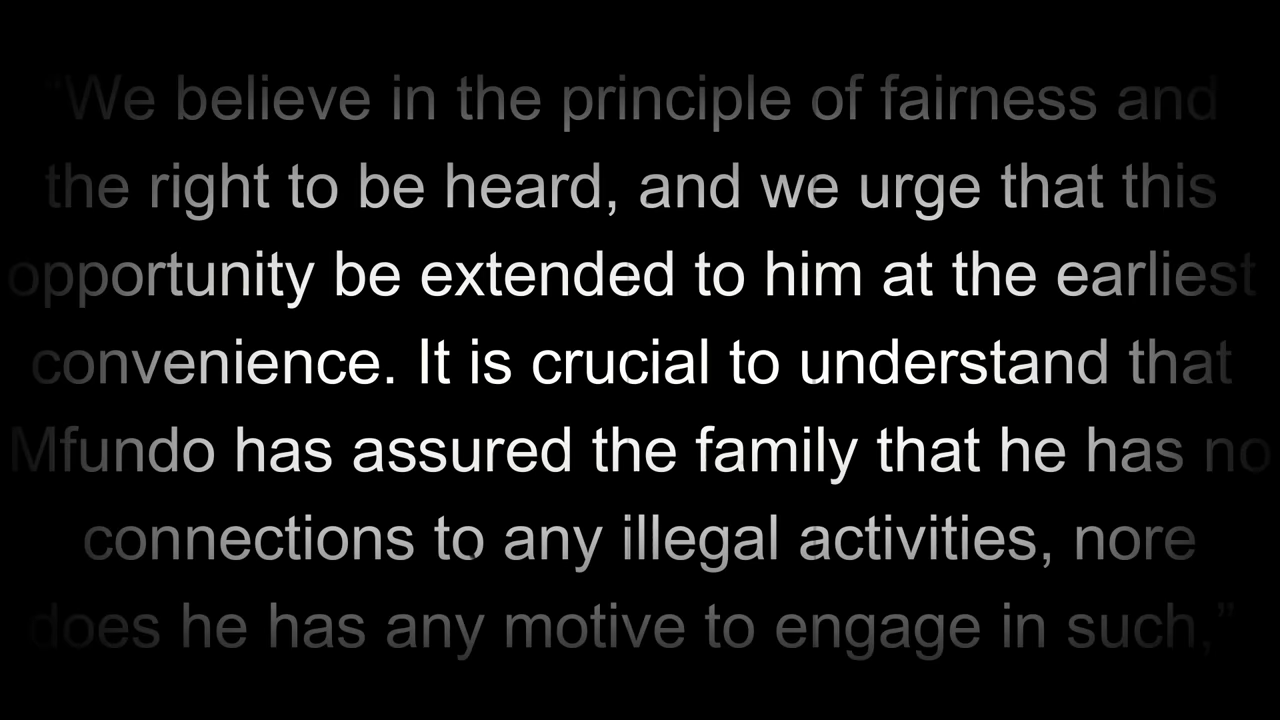 “We believe in the principle of fairness and
the right to be heard, and we urge that this
opportunity be extended to him at the earliest
convenience. It is crucial to understand that
Mfundo has assured the family that he has no
connections to any illegal activities, nore
does he has any motive to engage in such,”